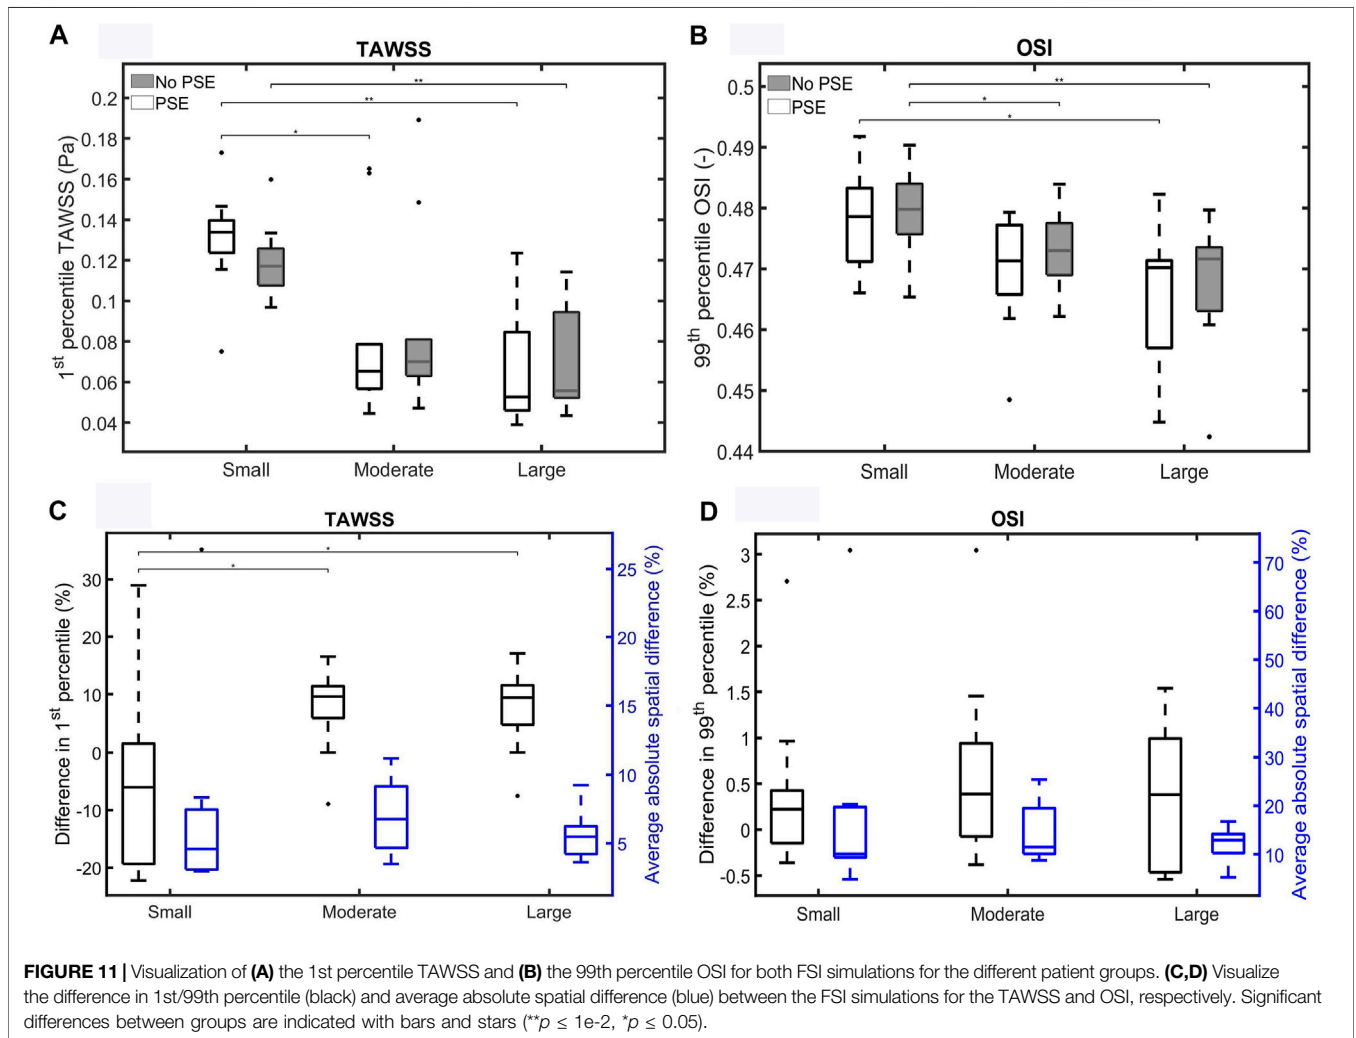 A
TAWSS
No PSE
PSE
**
**
*
1st percentile TAWSS (Pa)
0.2
0.18
0.16
0.14
0.12
0.1
0.08
0.06
0.04
Small
Moderate
Large
B
OSI
No PSE
PSE
**
*
*
99th percentile OSI (-)
0.5
0.49
0.48
0.47
0.46
0.45
0.44
Small
Moderate
Large
C
TAWSS
*
*
Difference in 1st percentile (%)
30
20
10
0
-10
-20
25
20
15
10
5
Average absolute spatial difference (%)
Small
Moderate
Large
D
OSI
Difference in 99th percentile (%)
3
2.5
2
1.5
1
0.5
0
-0.5
70
60
50
40
30
20
10
Average absolute spatial difference (%)
Small
Moderate
Large
FIGURE 11 | Visualization of (A) the 1st percentile TAWSS and (B) the 99th percentile OSI for both FSI simulations for the different patient groups. (C,D) Visualize
the difference in 1st/99th percentile (black) and average absolute spatial difference (blue) between the FSI simulations for the TAWSS and OSI, respectively. Significant
differences between groups are indicated with bars and stars (**p ≤ 1e-2, *p ≤ 0.05).